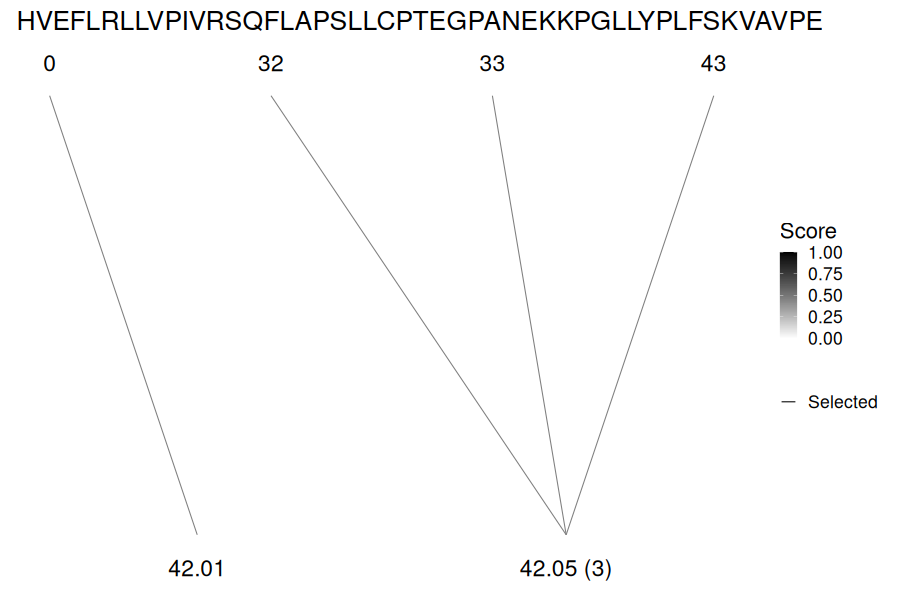 HVEFLRLLVPIVRSQFLAPSLLCPTEGPANEKKPGLLYPLFSKVAVPE
0 32 33 43
Score
1.00
0.75
0.50
0.25
0.00
Selected
42.01 42.05 (3)